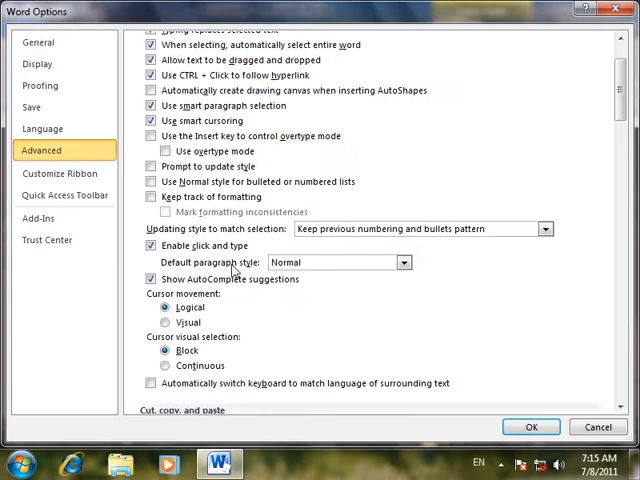 Word Options
General
Display
Proofing
Save
Language
Advanced
Customize Ribbon
Quick Access Toolbar
Add-Ins
Trust Center
Typing replaces selected text
When selecting, automatically select entire word
Allow text to be dragged and dropped
Use CTRL + Click to follow hyperlink
Automatically create drawing canvas when inserting AutoShapes
Use smart paragraph selection
Use smart cursoring
Use the Insert key to control overtype mode
Use overtype mode
Prompt to update style
Use Normal style for bulleted or numbered lists
Keep track of formatting
Mark formatting inconsistencies
Updating style to match selection: Keep previous numbering and bullets pattern
Enable click and type
Default paragraph style: Normal
Show AutoComplete suggestions
Cursor movement:
Logical
Visual
Cursor visual selection:
Block
Continuous
Automatically switch keyboard to match language of surrounding text
Cut, copy, and paste
OK Cancel
EN 7:15 AM
7/8/2011